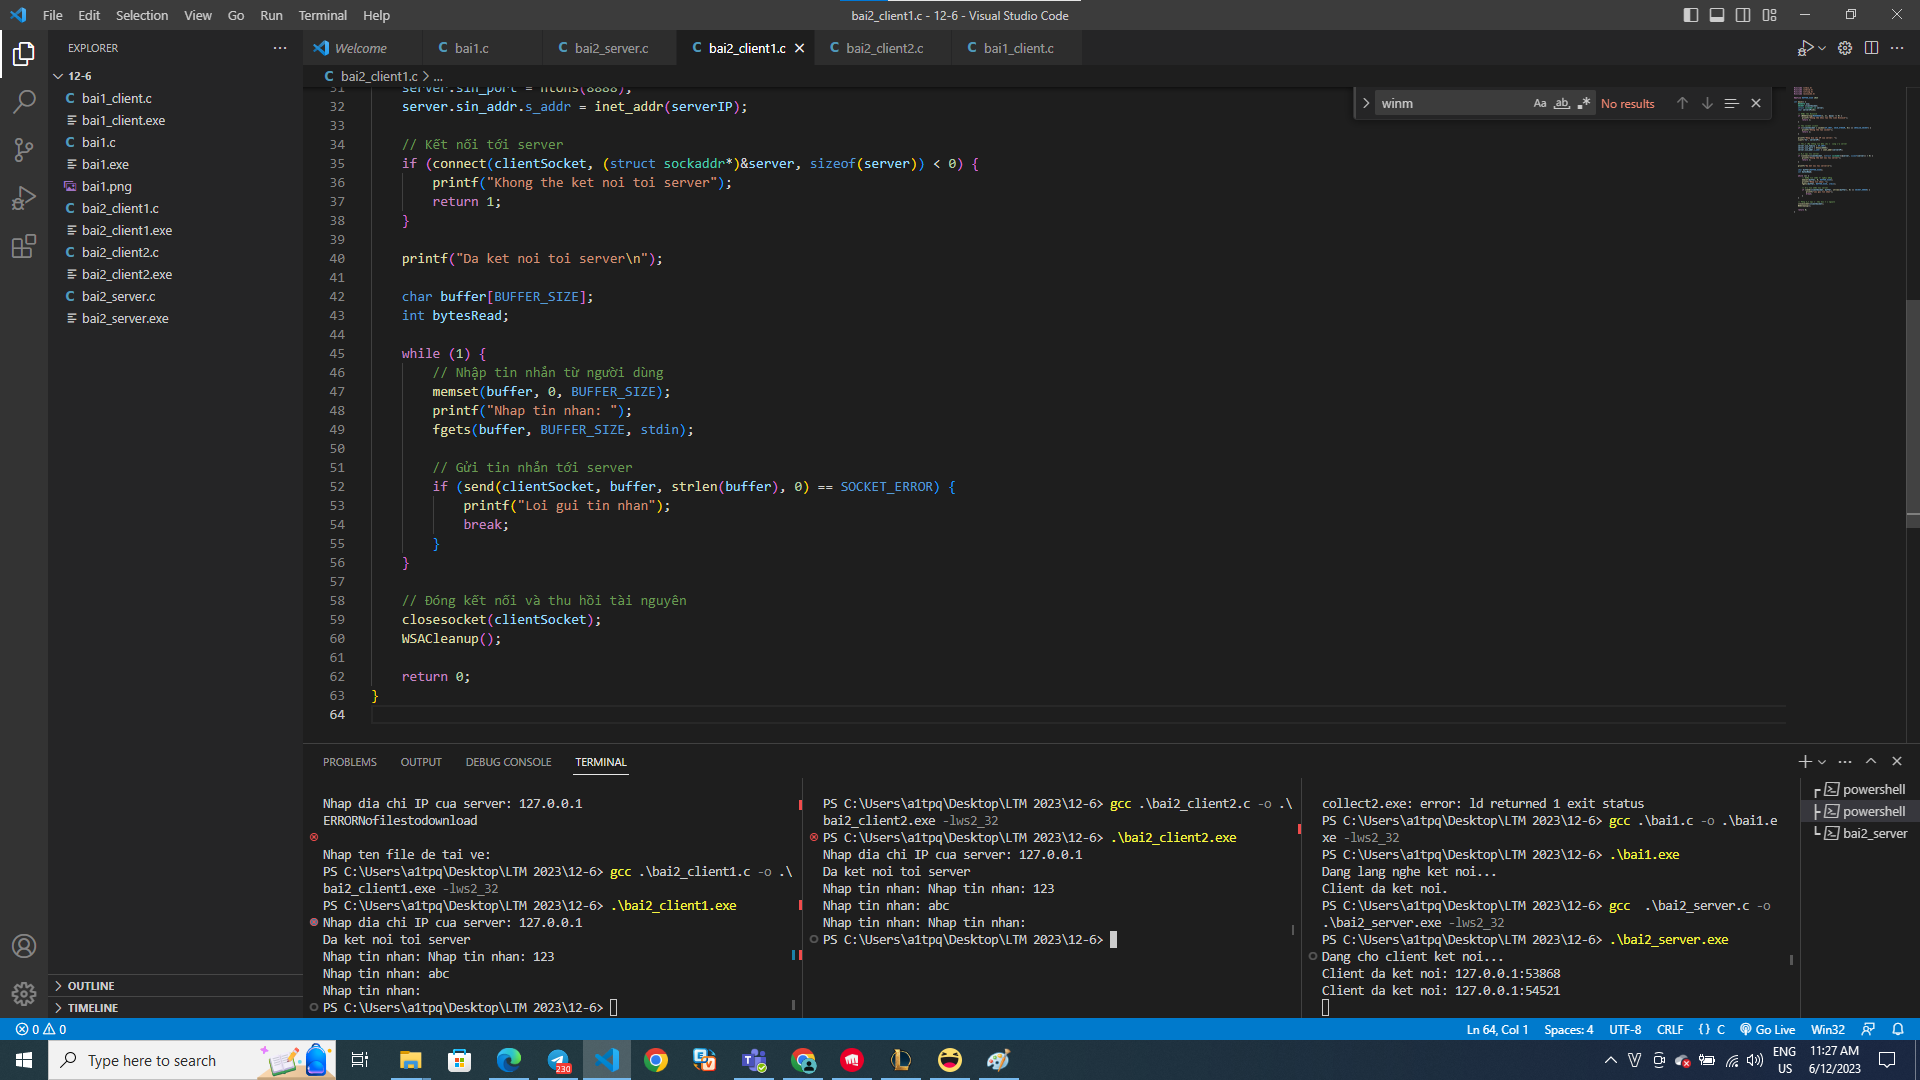 File Edit Selection View Go Run Terminal Help
bai2_client1.c - 12-6 - Visual Studio Code
EXPLORER
12-6
bai1_client.c
bai1_client.exe
bai1.c
bai1.exe
bai1.png
bai2_client1.c
bai2_client1.exe
bai2_client2.c
bai2_client2.exe
bai2_server.c
bai2_server.exe
OUTLINE
TIMELINE
Welcome bai1.c bai2_server.c bai2_client1.c bai2_client2.c bai1_client.c
bai2_client1.c > ...
winm Aa ab No results
31 server.sin_port = htons(8888);
32 server.sin_addr.s_addr = inet_addr(serverIP);
33
34 // Kết nối tới server
35 if (connect(clientSocket, (struct sockaddr*)&server, sizeof(server)) < 0) {
36 printf("Khong the ket noi toi server");
37 return 1;
38 }
39
40 printf("Da ket noi toi server\n");
41
42 char buffer[BUFFER_SIZE];
43 int bytesRead;
44
45 while (1) {
46 // Nhập tin nhắn từ người dùng
47 memset(buffer, 0, BUFFER_SIZE);
48 printf("Nhap tin nhan: ");
49 fgets(buffer, BUFFER_SIZE, stdin);
50
51 // Gửi tin nhắn tới server
52 if (send(clientSocket, buffer, strlen(buffer), 0) == SOCKET_ERROR) {
53 printf("Loi gui tin nhan");
54 break;
55 }
56 }
57
58 // Đóng kết nối và thu hồi tài nguyên
59 closesocket(clientSocket);
60 WSACleanup();
61
62 return 0;
63 }
64
PROBLEMS OUTPUT DEBUG CONSOLE TERMINAL
Nhap dia chi IP cua server: 127.0.0.1
ERRORNofilestodownload
Nhap ten file de tai ve:
PS C:\Users\a1tpq\Desktop\LTM 2023\12-6> gcc .\bai2_client1.c -o .\
bai2_client1.exe -lws2_32
PS C:\Users\a1tpq\Desktop\LTM 2023\12-6> .\bai2_client1.exe
Nhap dia chi IP cua server: 127.0.0.1
Da ket noi toi server
Nhap tin nhan: Nhap tin nhan: 123
Nhap tin nhan: abc
Nhap tin nhan:
PS C:\Users\a1tpq\Desktop\LTM 2023\12-6>
PS C:\Users\a1tpq\Desktop\LTM 2023\12-6> gcc .\bai2_client2.c -o .\
bai2_client2.exe -lws2_32
PS C:\Users\a1tpq\Desktop\LTM 2023\12-6> .\bai2_client2.exe
Nhap dia chi IP cua server: 127.0.0.1
Da ket noi toi server
Nhap tin nhan: Nhap tin nhan: 123
Nhap tin nhan: abc
Nhap tin nhan: Nhap tin nhan:
PS C:\Users\a1tpq\Desktop\LTM 2023\12-6>
collect2.exe: error: ld returned 1 exit status
PS C:\Users\a1tpq\Desktop\LTM 2023\12-6> gcc .\bai1.c -o .\bai1.e
xe -lws2_32
PS C:\Users\a1tpq\Desktop\LTM 2023\12-6> .\bai1.exe
Dang lang nghe ket noi...
Client da ket noi.
PS C:\Users\a1tpq\Desktop\LTM 2023\12-6> gcc .\bai2_server.c -o
.\bai2_server.exe -lws2_32
PS C:\Users\a1tpq\Desktop\LTM 2023\12-6> .\bai2_server.exe
Dang cho client ket noi...
Client da ket noi: 127.0.0.1:53868
Client da ket noi: 127.0.0.1:54521
powershell
powershell
bai2_server
0 0
Ln 64, Col 1 Spaces: 4 UTF-8 CRLF {} C Go Live Win32
Type here to search
230
ENG
US
11:27 AM
6/12/2023